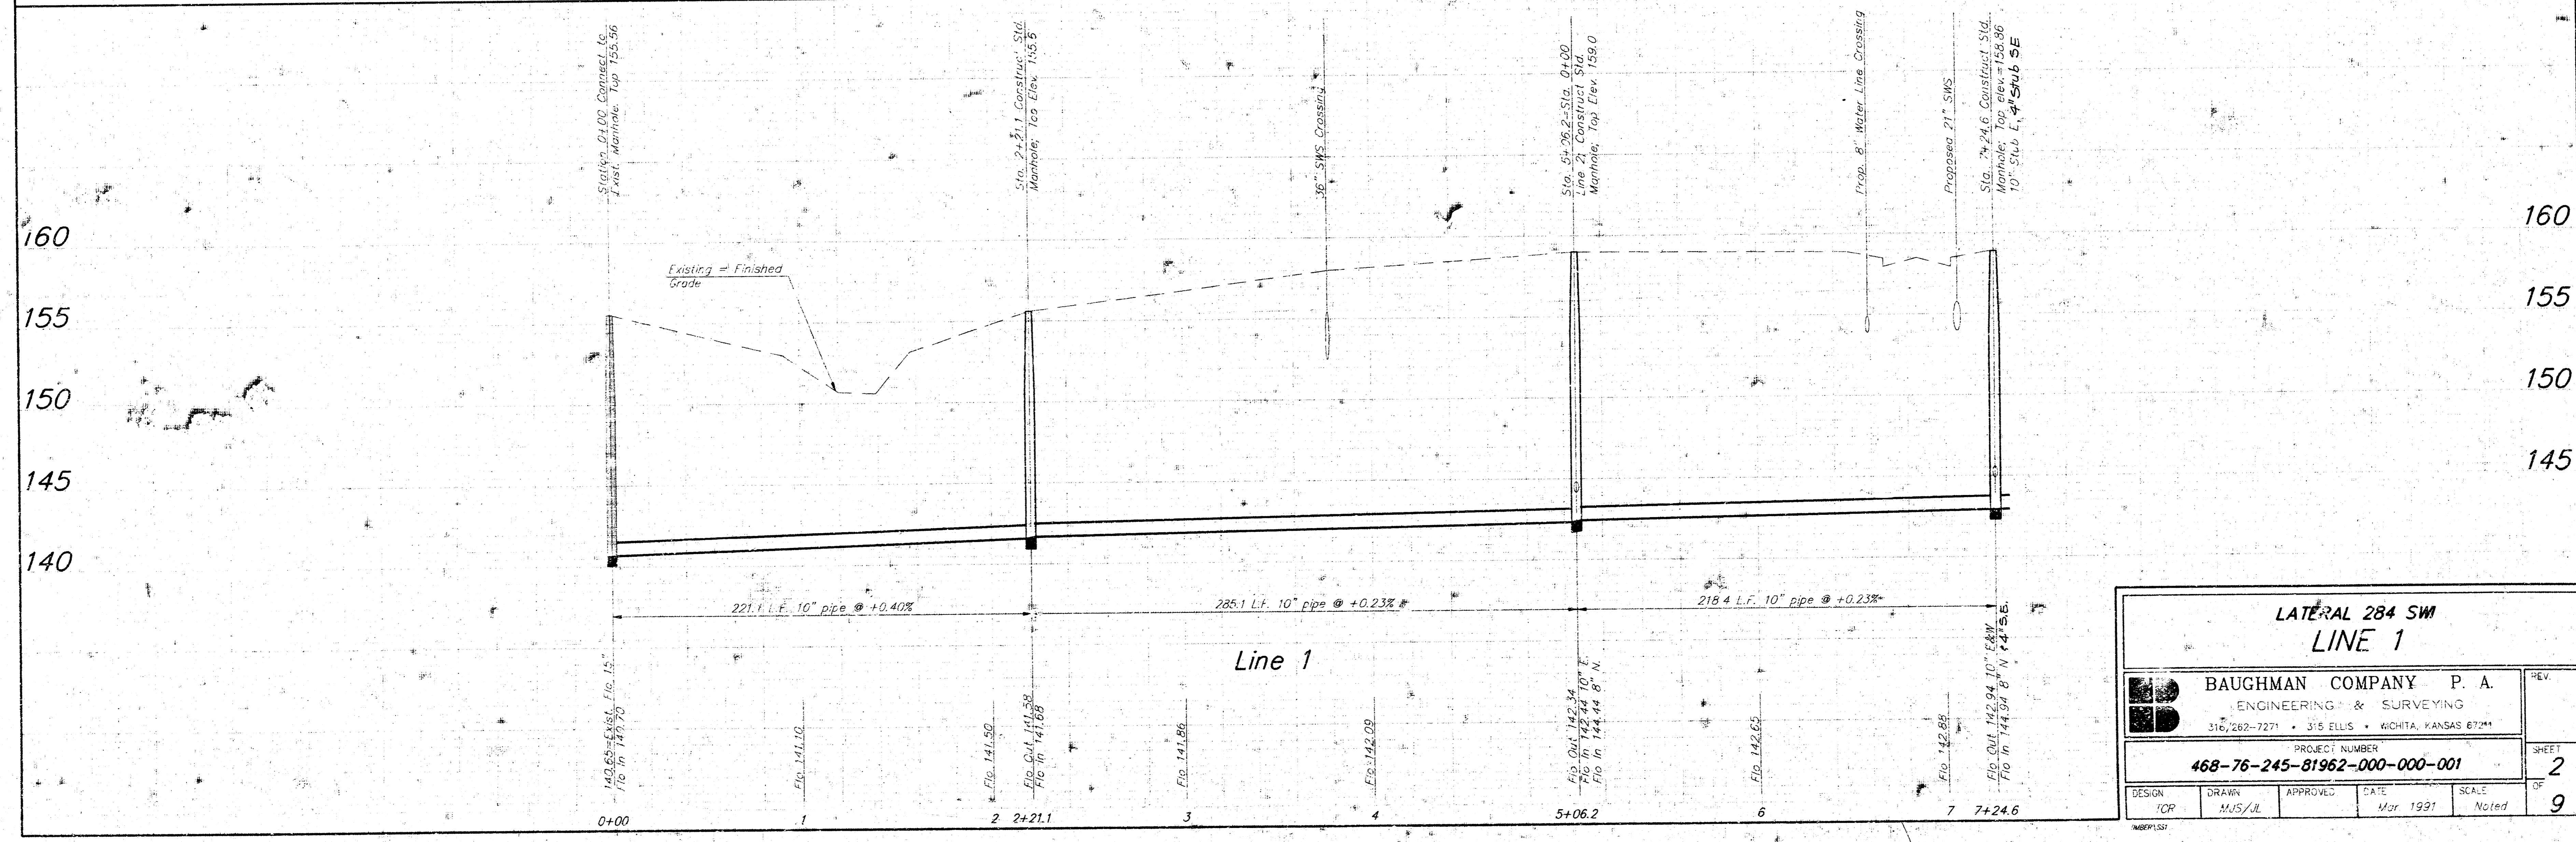 Station 0+00 Connect to
Exist. Manhole. Top 155.56
Sta. 2+21.1 Construct Std.
Manhole; Top Elev. 155.5
36" SWS Crossing
Sta. 5+06.2=Sta. 0+00
Line 2; Construct Std.
Manhole; Top Elev. 159.0
Prop. 8" Water Line Crossing
Proposed 21" SWS
Sta. 7+24.6 Construct Std.
Manhole; Top elev.=158.86
10" Stub E, 4" Stub SE
160
160
Existing = Finished
Grade
155
155
150
150
145
145
140
221.1 L.F. 10" pipe @ +0.40%
285.1 L.F. 10" pipe @ +0.23%
218.4 L.F. 10" pipe @ +0.23%
Line 1
140.65=Exist. Flo 15"
Flo In 140.70
Flo 141.10
Flo 141.50
Flo Out 141.58
Flo In 141.68
Flo 141.86
Flo 142.09
Flo Out 142.34
Flo In 142.44 10" E.
Flo In 144.44 8" N.
Flo 142.65
Flo 142.88
Flo Out 142.94 10" E&W
Flo In 144.94 8" N & 4" S.E.
0+00
1
2
2+21.1
3
4
5+06.2
6
7
7+24.6
LATERAL 284 SWI
LINE 1
BAUGHMAN COMPANY P. A.
ENGINEERING & SURVEYING
316/262-7271 • 315 ELLIS • WICHITA, KANSAS 67211
REV.
PROJECT NUMBER
468-76-245-81962-000-000-001
SHEET
2
OF
9
DESIGN
TCR
DRAWN
MJS/JL
APPROVED
DATE
Mar. 1991
SCALE
Noted